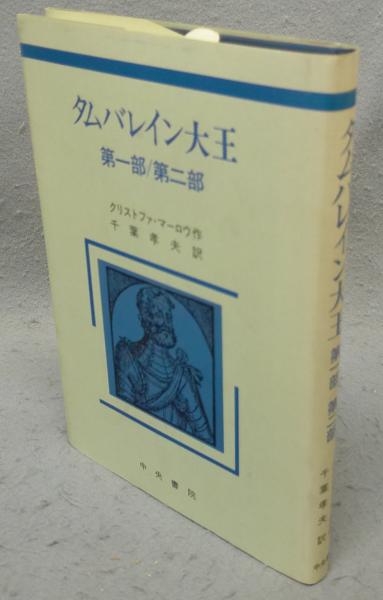 タムバレイン大王
第一部/第二部
クリストファ・マーロウ作
千葉孝夫訳
中央書院
タムバレイン大王 第一部 第二部
千葉孝夫訳
中央